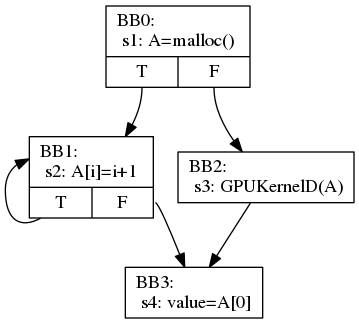 BB0:
s1: A=malloc()
T F
BB1:
s2: A[i]=i+1
T F
BB2:
s3: GPUKernelD(A)
BB3:
s4: value=A[0]